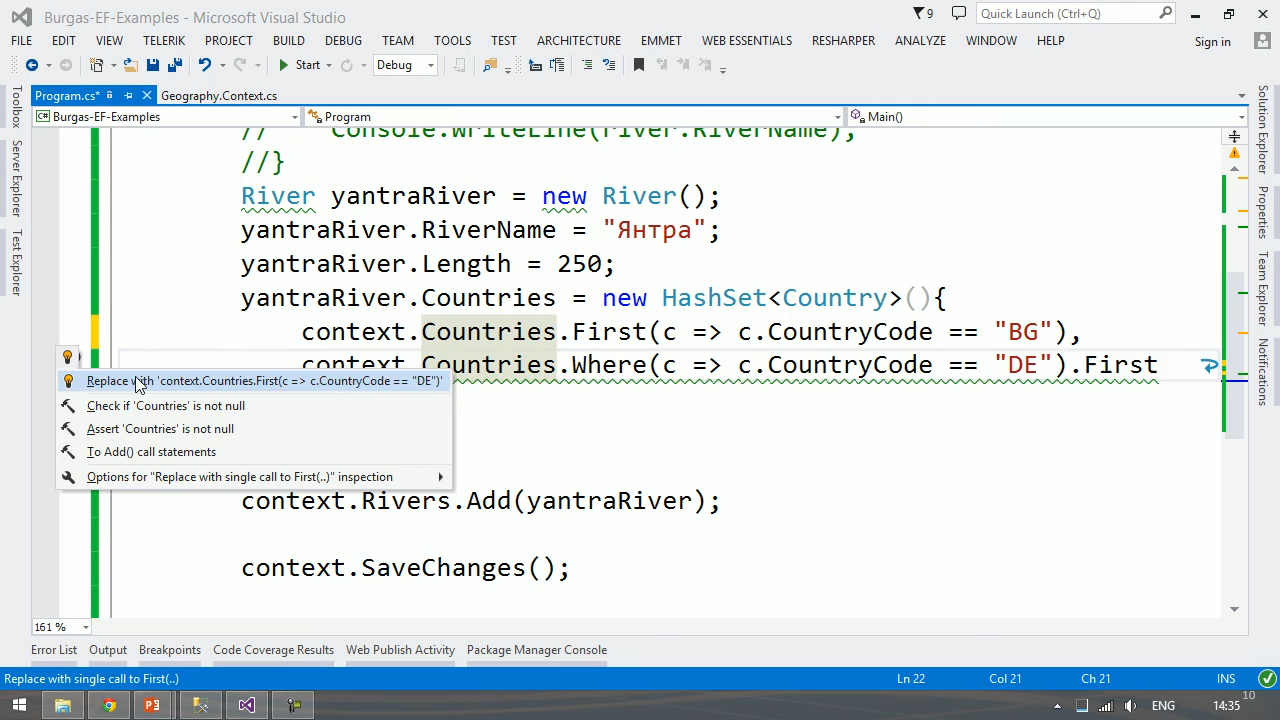 Burgas-EF-Examples - Microsoft Visual Studio
9
Quick Launch (Ctrl+Q)
FILE EDIT VIEW TELERIK PROJECT BUILD DEBUG TEAM TOOLS TEST ARCHITECTURE EMMET WEB ESSENTIALS RESHARPER ANALYZE WINDOW HELP
Sign in
Start
Debug
Program.cs*
Geography.Context.cs
Burgas-EF-Examples
Program
Main()
Toolbox
Server Explorer
Test Explorer
// Console.WriteLine(river.RiverName);
//}
River yantraRiver = new River();
yantraRiver.RiverName = "Янтра";
yantraRiver.Length = 250;
yantraRiver.Countries = new HashSet<Country>(){
context.Countries.First(c => c.CountryCode == "BG"),
context.Countries.Where(c => c.CountryCode == "DE").First
Replace with 'context.Countries.First(c => c.CountryCode == "DE")'
Check if 'Countries' is not null
Assert 'Countries' is not null
To Add() call statements
Options for "Replace with single call to First(..)" inspection
context.Rivers.Add(yantraRiver);
context.SaveChanges();
Solution Explorer
Properties
Team Explorer
Notifications
161 %
Error List Output Breakpoints Code Coverage Results Web Publish Activity Package Manager Console
Replace with single call to First(..)
Ln 22
Col 21
Ch 21
INS
ENG
14:35
10